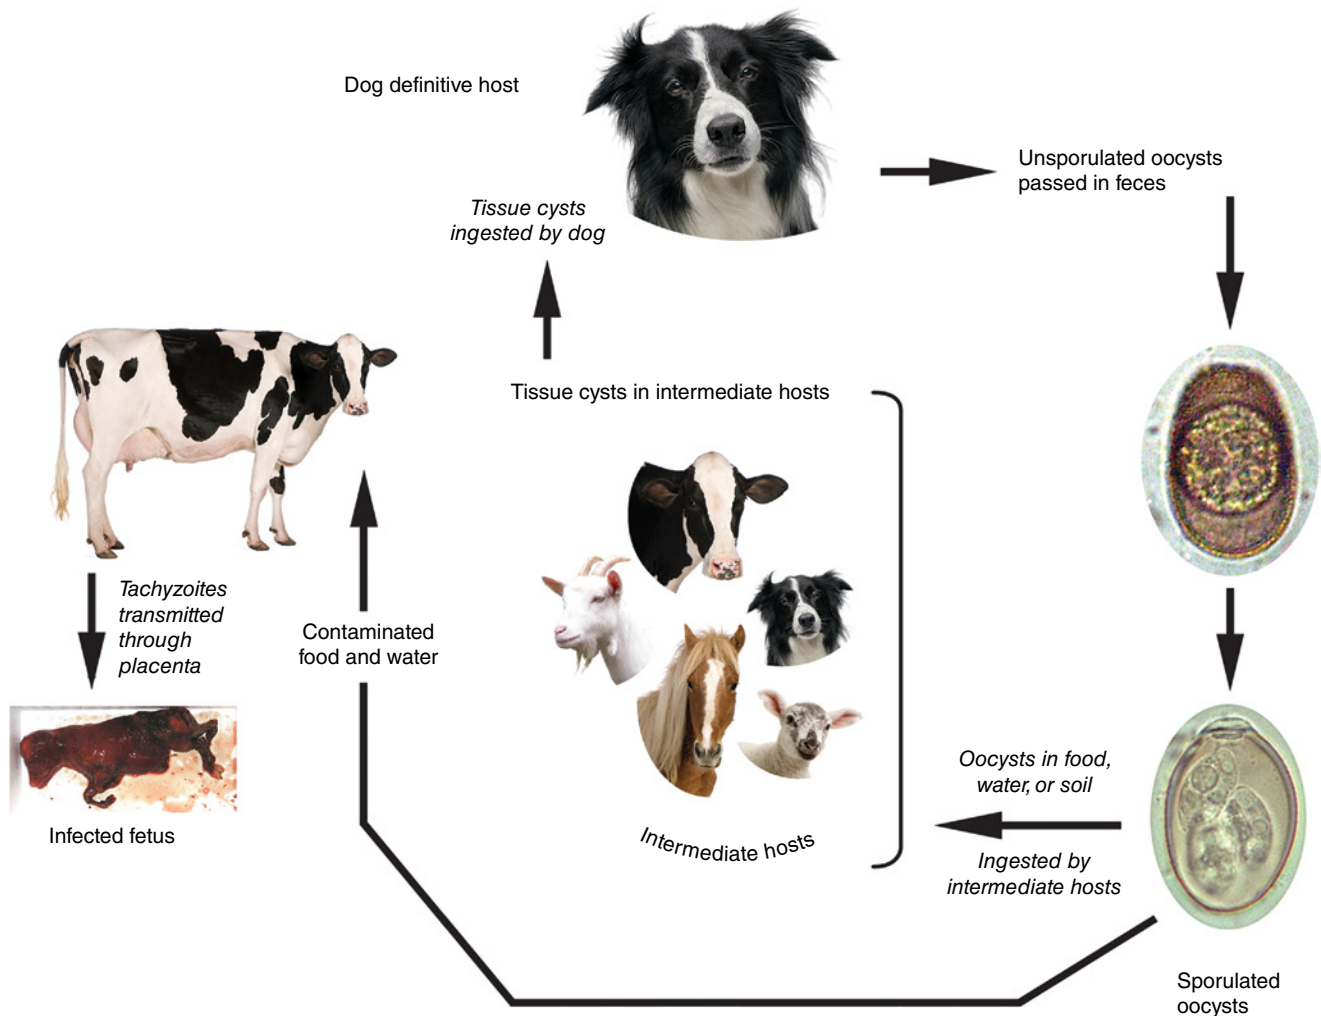 Dog definitive host
Unsporulated oocysts
passed in feces
Tissue cysts
ingested by dog
Tissue cysts in intermediate hosts
Tachyzoites
transmitted
through
placenta
Contaminated
food and water
Infected fetus
Intermediate hosts
Oocysts in food,
water, or soil
Ingested by
intermediate hosts
Sporulated
oocysts